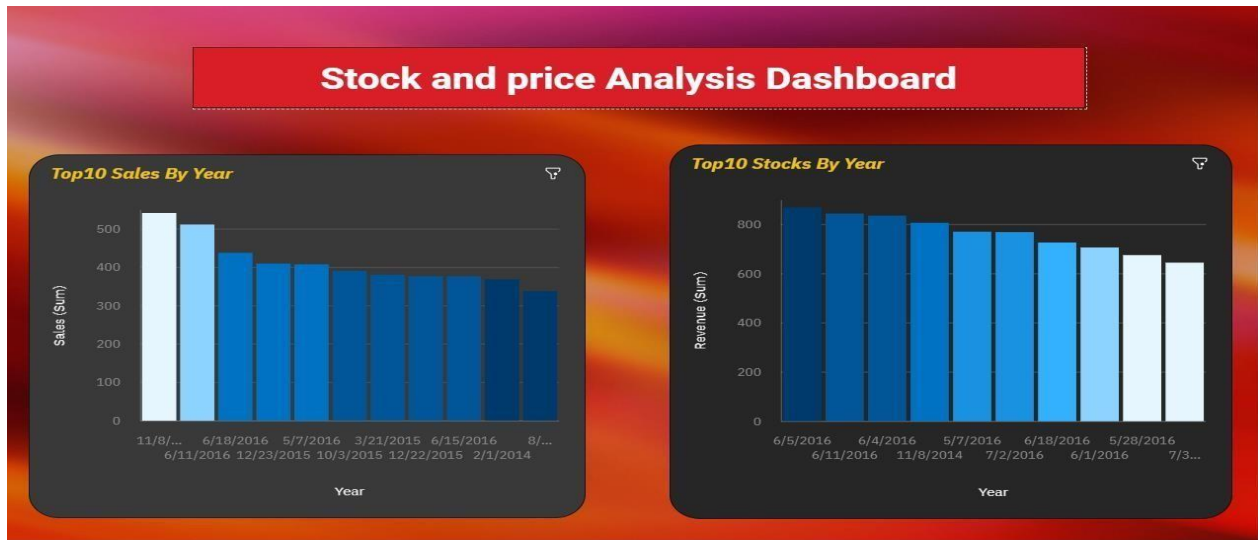 Stock and price Analysis Dashboard
Top10 Sales By Year
Sales (Sum)
500
400
300
200
100
0
11/8/... 6/18/2016 5/7/2016 3/21/2015 6/15/2016 8/...
6/11/2016 12/23/2015 10/3/2015 12/22/2015 2/1/2014
Year
Top10 Stocks By Year
Revenue (Sum)
800
600
400
200
0
6/5/2016 6/4/2016 5/7/2016 6/18/2016 5/28/2016
6/11/2016 11/8/2014 7/2/2016 6/1/2016 7/3...
Year